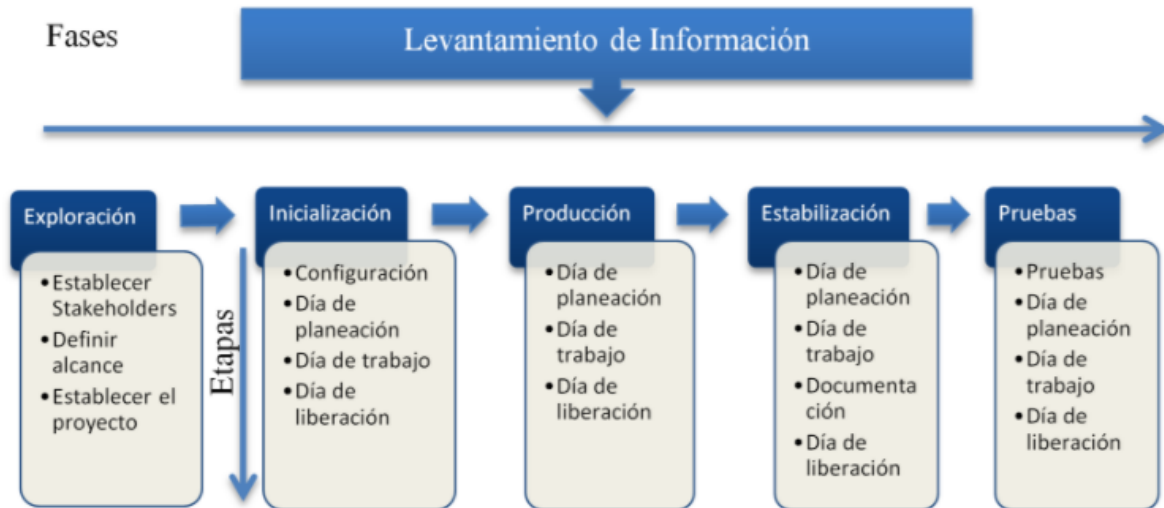 Fases
Levantamiento de Información
Exploración
•Establecer
Stakeholders
•Definir
alcance
•Establecer el
proyecto
Etapas
Inicialización
•Configuración
•Día de
planeación
•Día de trabajo
•Día de
liberación
Producción
•Día de
planeación
•Día de
trabajo
•Día de
liberación
Estabilización
•Día de
planeación
•Día de
trabajo
•Documenta
ción
•Día de
liberación
Pruebas
•Pruebas
•Día de
planeación
•Día de
trabajo
•Día de
liberación